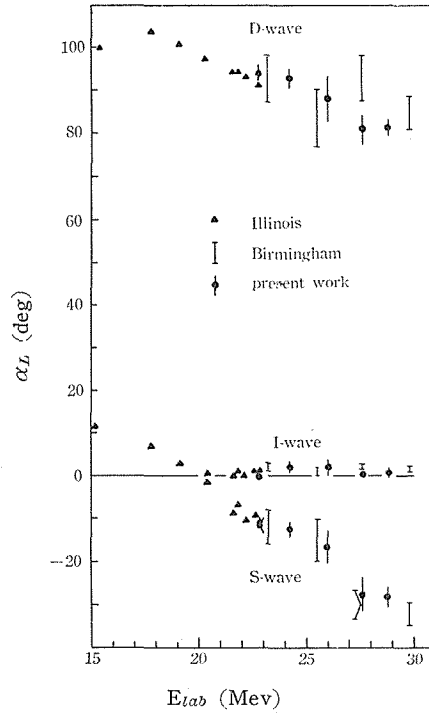 D-wave
100
80
60
Illinois
Birmingham
present work
40
α_L (deg)
20
I-wave
0
-20
S-wave
15
20
25
30
E_lab (Mev)